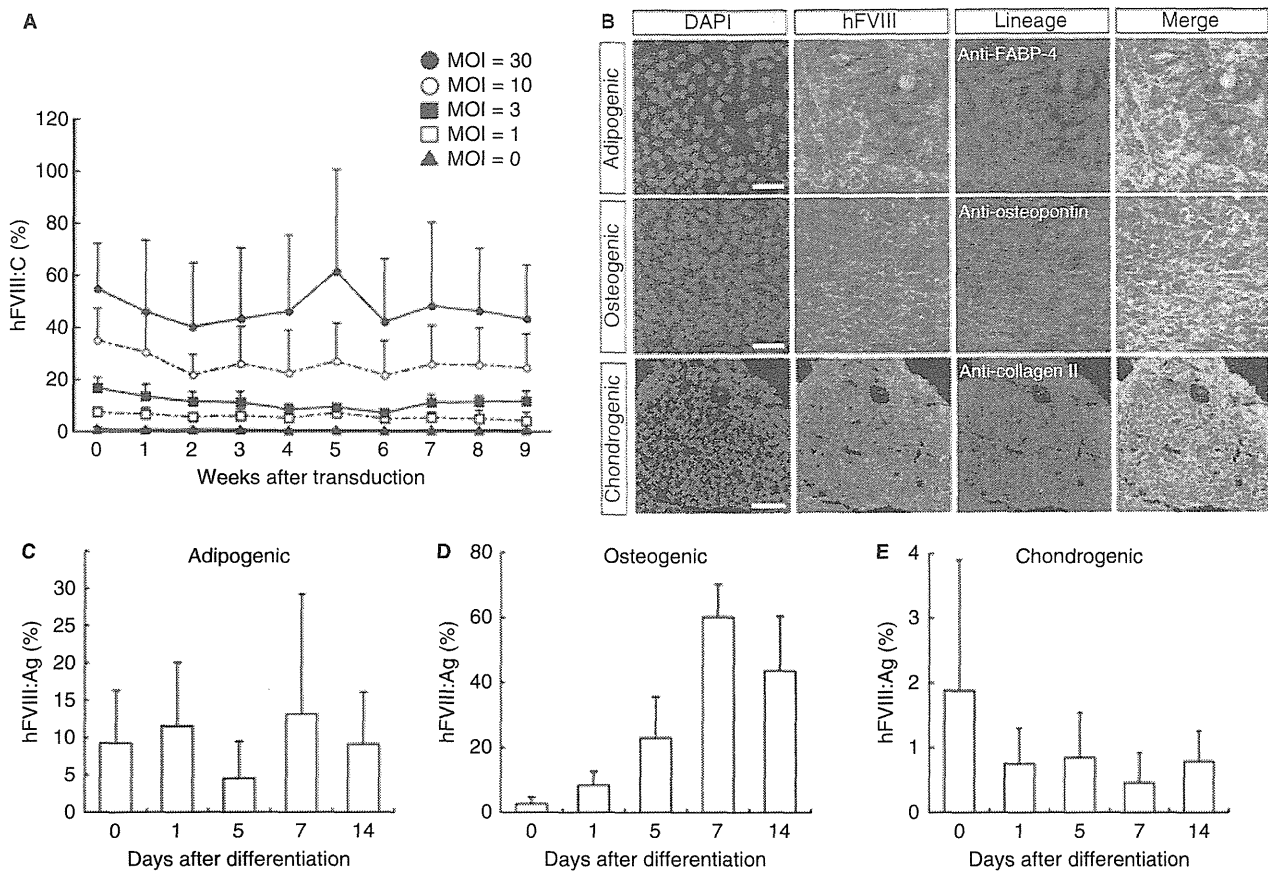 A
MOI = 30
MOI = 10
MOI = 3
MOI = 1
MOI = 0
120
100
80
60
40
20
0
hFVIII:C (%)
0 1 2 3 4 5 6 7 8 9
Weeks after transduction
B
DAPI hFVIII Lineage Merge
Adipogenic
Anti-FABP-4
Osteogenic
Anti-osteopontin
Chondrogenic
Anti-collagen II
C
Adipogenic
35
30
25
20
15
10
5
0
hFVIII:Ag (%)
0 1 5 7 14
Days after differentiation
D
Osteogenic
80
60
40
20
0
hFVIII:Ag (%)
0 1 5 7 14
Days after differentiation
E
Chondrogenic
4
3
2
1
0
hFVIII:Ag (%)
0 1 5 7 14
Days after differentiation